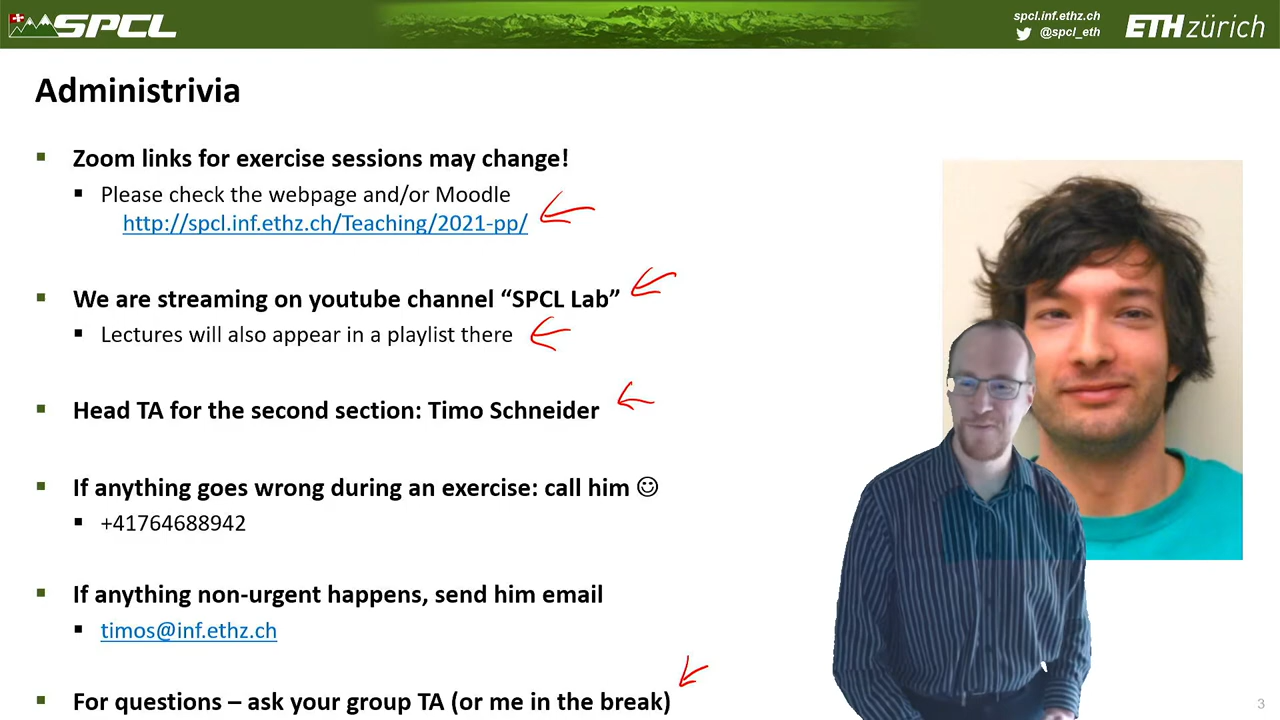 SPCL
spcl.inf.ethz.ch
@spcl_eth
ETH zürich
Administrivia
Zoom links for exercise sessions may change!
Please check the webpage and/or Moodle
http://spcl.inf.ethz.ch/Teaching/2021-pp/
We are streaming on youtube channel “SPCL Lab”
Lectures will also appear in a playlist there
Head TA for the second section: Timo Schneider
If anything goes wrong during an exercise: call him ☺
+41764688942
If anything non-urgent happens, send him email
timos@inf.ethz.ch
For questions – ask your group TA (or me in the break)
3